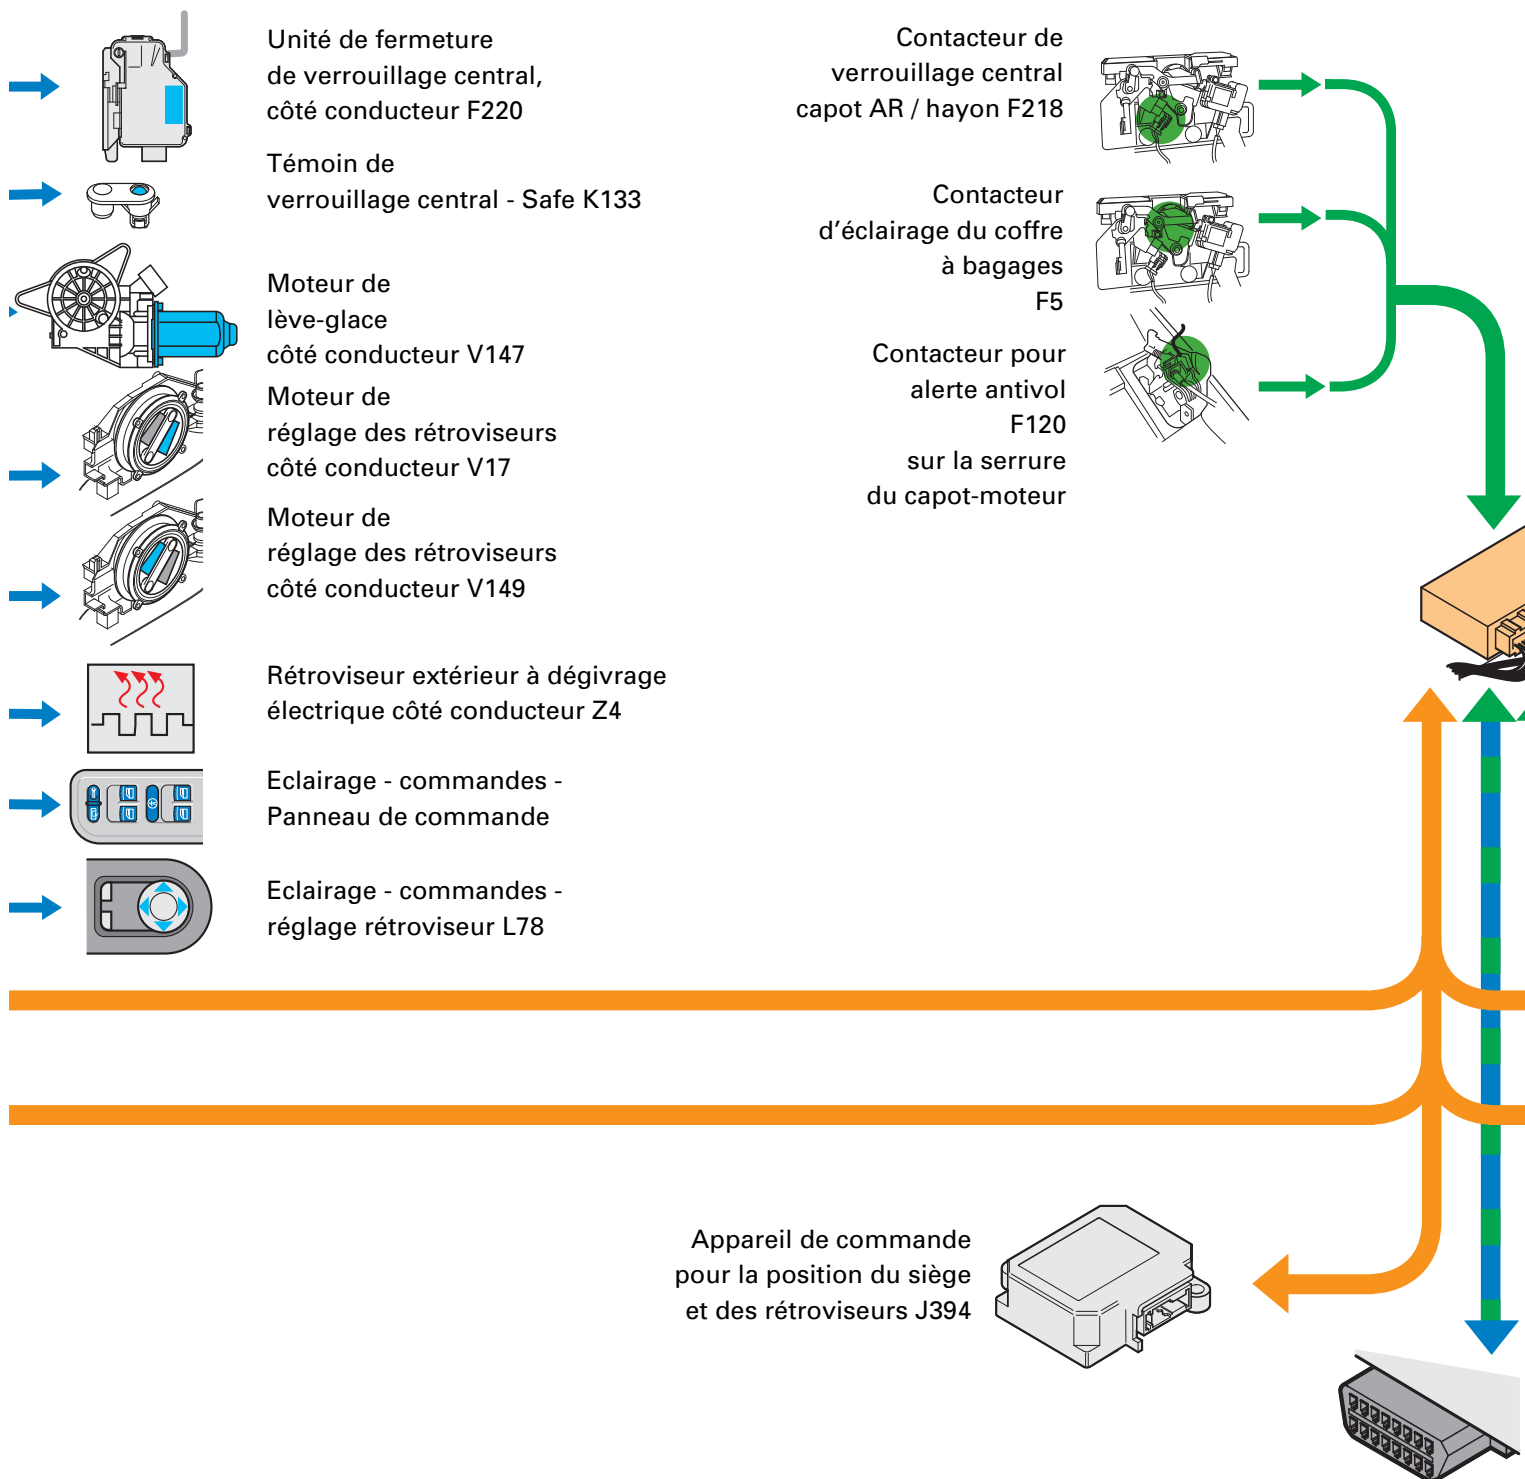 Unité de fermeture
de verrouillage central,
côté conducteur F220
Témoin de
verrouillage central - Safe K133
Moteur de
lève-glace
côté conducteur V147
Moteur de
réglage des rétroviseurs
côté conducteur V17
Moteur de
réglage des rétroviseurs
côté conducteur V149
Rétroviseur extérieur à dégivrage
électrique côté conducteur Z4
Eclairage - commandes -
Panneau de commande
Eclairage - commandes -
réglage rétroviseur L78
Contacteur de
verrouillage central
capot AR / hayon F218
Contacteur
d'éclairage du coffre
à bagages
F5
Contacteur pour
alerte antivol
F120
sur la serrure
du capot-moteur
Appareil de commande
pour la position du siège
et des rétroviseurs J394